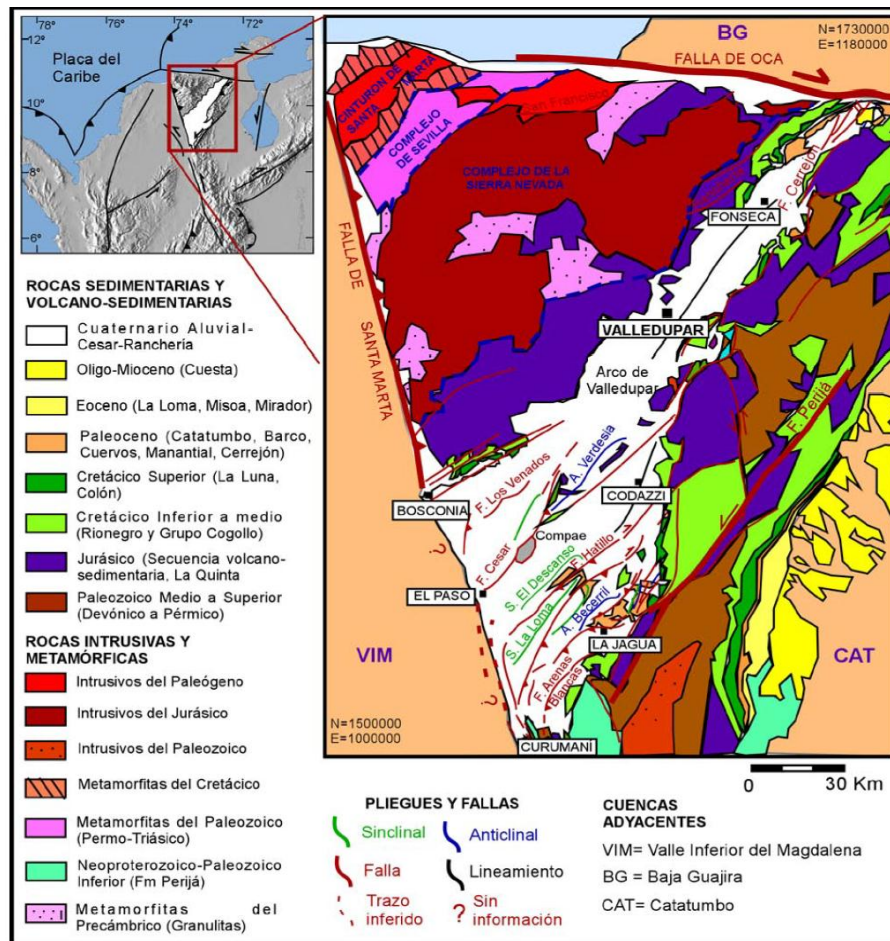 78°
76°
74°
72°
12°
10°
8°
6°
Placa del
Caribe
BG
N=1730000
E=1180000
FALLA DE OCA
CINTURON DE
SANTA
MARTA
COMPLEJO
DE SEVILLA
San Francisco
COMPLEJO DE LA
SIERRA NEVADA
F. Cerrejón
FONSECA
FALLA DE
SANTA MARTA
VALLEDUPAR
Arco de
Valledupar
F. Perijá
A. Verdesia
F. Los Venados
BOSCONIA
CODAZZI
Compae
F. Cesar
S. El Descanso
F. Hatillo
EL PASO
?
S. La Loma
A. Becerril
LA JAGUA
VIM
CAT
F. Arenas
Blancas
?
N=1500000
E=1000000
CURUMANÍ
0 30 Km
ROCAS SEDIMENTARIAS Y
VOLCANO-SEDIMENTARIAS
Cuaternario Aluvial-
Cesar-Ranchería
Oligo-Mioceno (Cuesta)
Eoceno (La Loma, Misoa, Mirador)
Paleoceno (Catatumbo, Barco,
Cuervos, Manantial, Cerrejón)
Cretácico Superior (La Luna,
Colón)
Cretácico Inferior a medio
(Rionegro y Grupo Cogollo)
Jurásico (Secuencia volcano-
sedimentaria, La Quinta
Paleozoico Medio a Superior
(Devónico a Pérmico)
ROCAS INTRUSIVAS Y
METAMÓRFICAS
Intrusivos del Paleógeno
Intrusivos del Jurásico
Intrusivos del Paleozoico
Metamorfitas del Cretácico
Metamorfitas del Paleozoico
(Permo-Triásico)
Neoproterozoico-Paleozoico
Inferior (Fm Perijá)
Metamorfitas del
Precámbrico (Granulitas)
PLIEGUES Y FALLAS
Sinclinal
Anticlinal
Falla
Lineamiento
Trazo
inferido
? Sin
información
CUENCAS
ADYACENTES
VIM= Valle Inferior del Magdalena
BG = Baja Guajira
CAT= Catatumbo